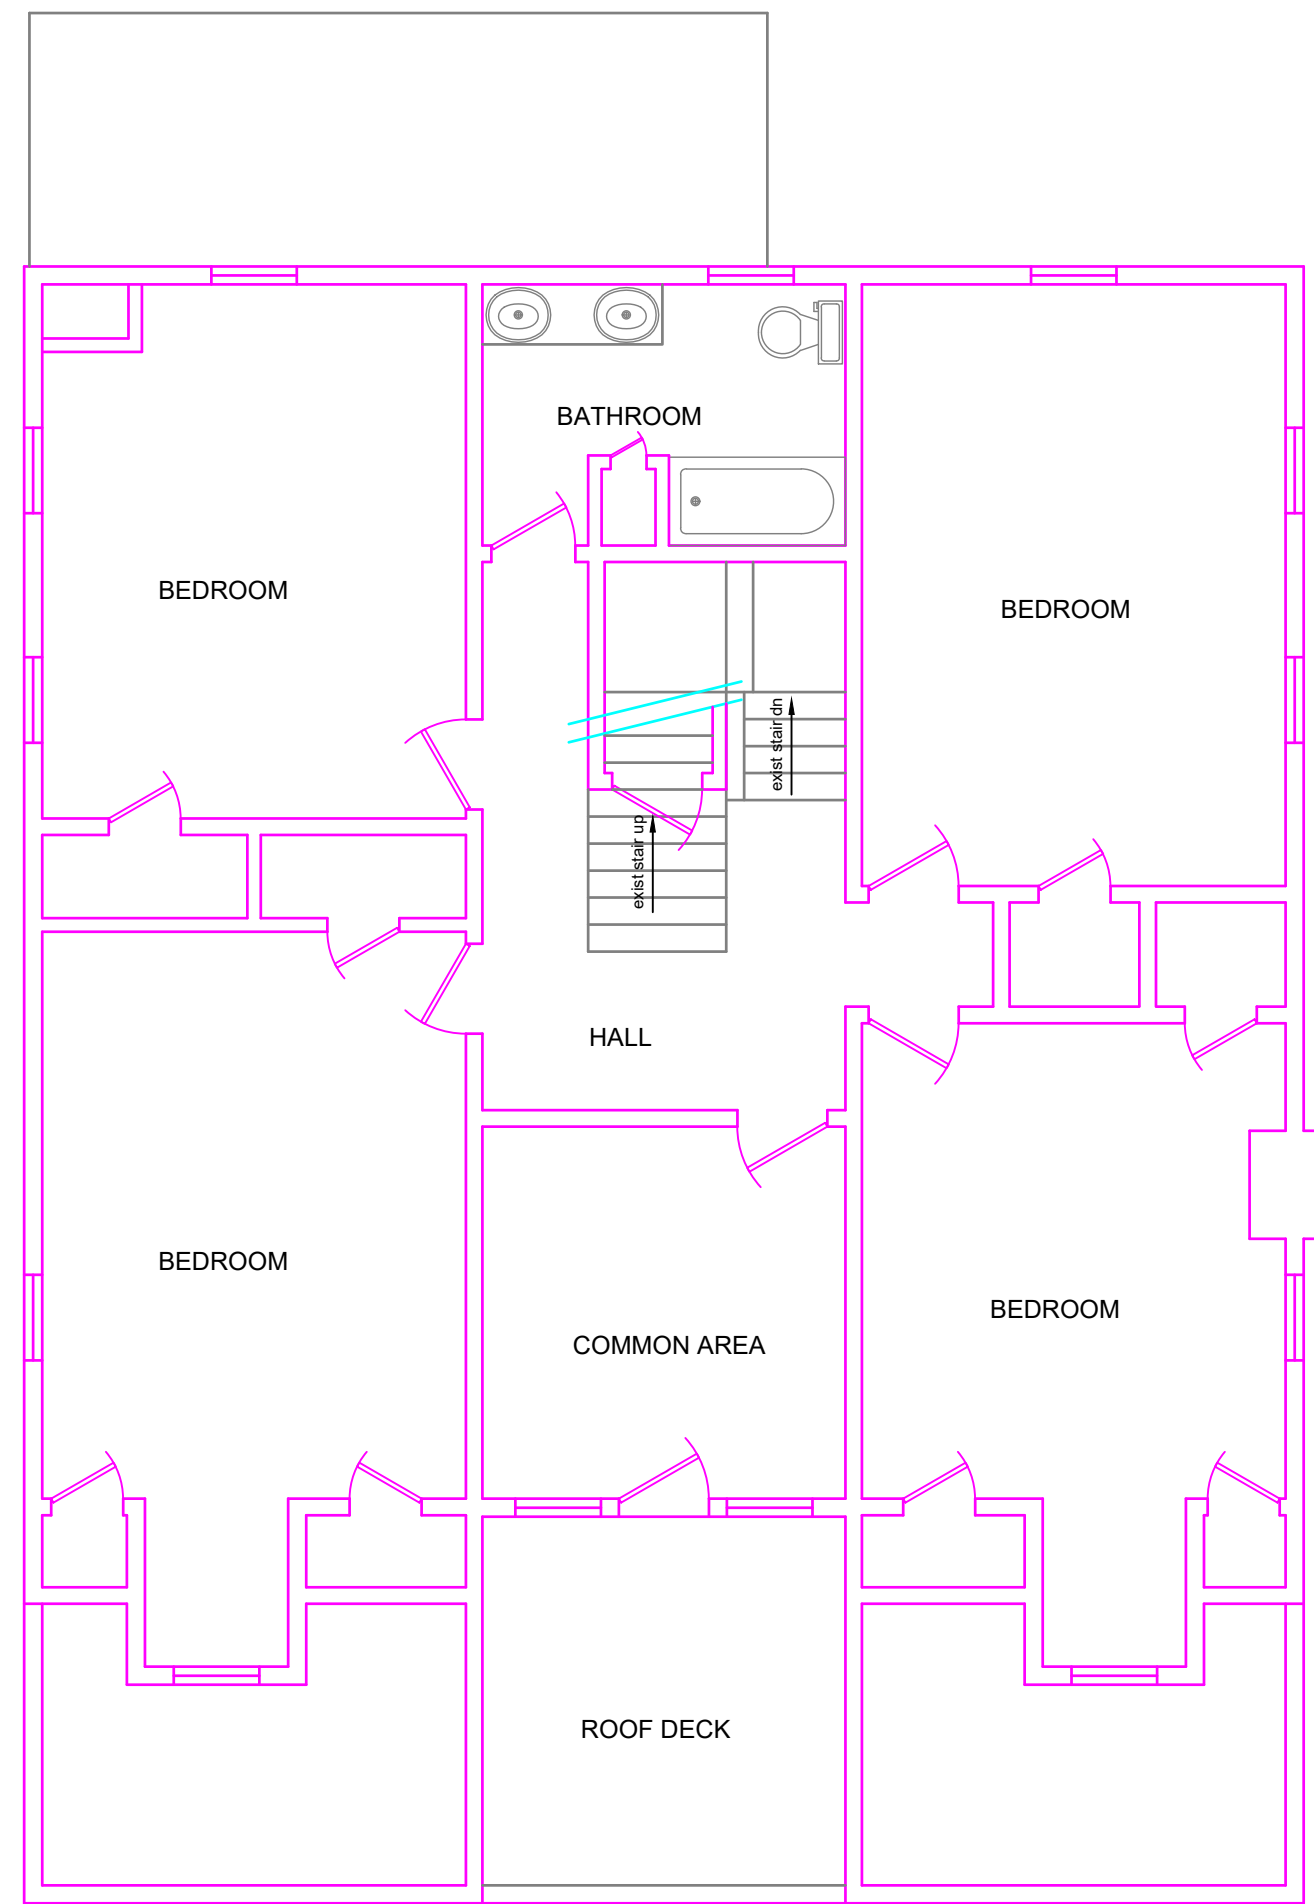 BATHROOM
BEDROOM
BEDROOM
exist stair dn
exist stair up
HALL
BEDROOM
BEDROOM
COMMON AREA
ROOF DECK